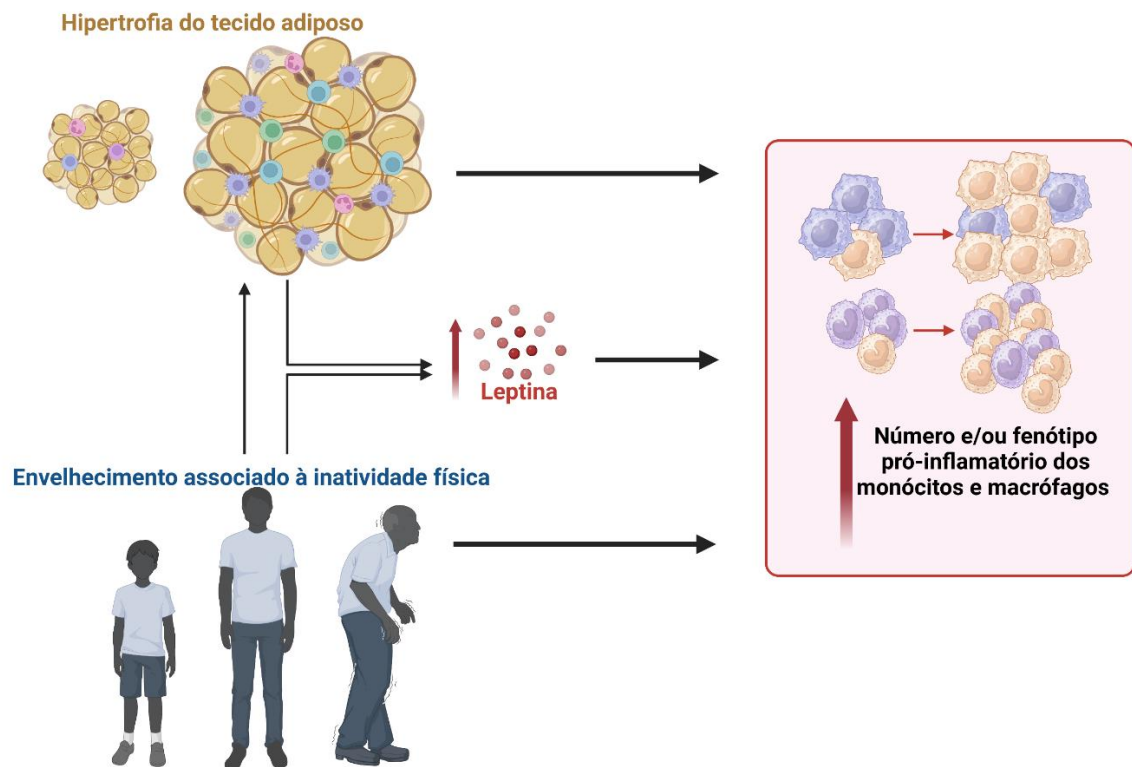 Hipertrofia do tecido adiposo
Leptina
Envelhecimento associado à inatividade física
Número e/ou fenótipo
pró-inflamatório dos
monócitos e macrófagos